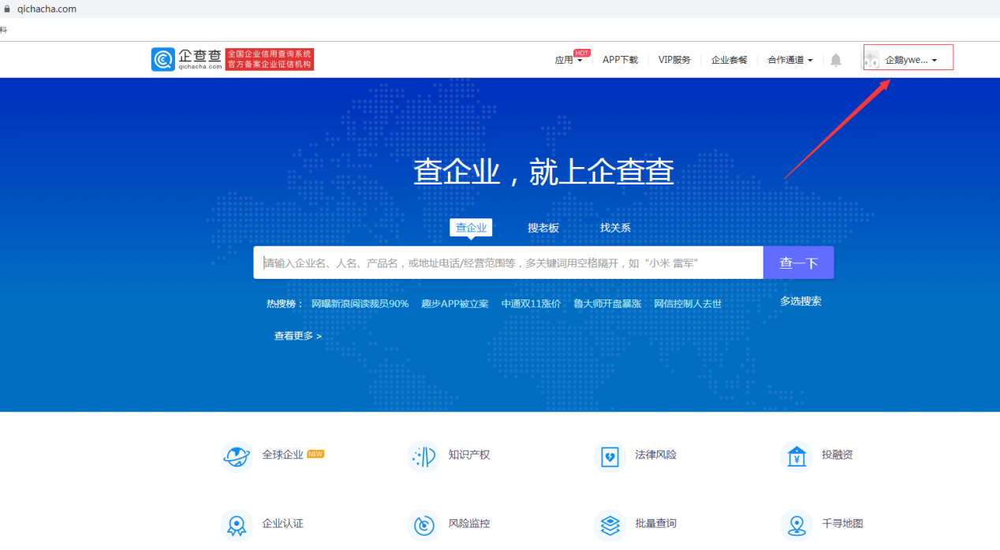 qichacha.com
料
企查查
qichacha.com
全国企业信用查询系统
官方备案企业征信机构
应用 HOT APP下载 VIP服务 企业套餐 合作通道 企鹅ywe...
查企业，就上企查查
查企业 搜老板 找关系
请输入企业名、人名、产品名，或地址电话/经营范围等，多关键词用空格隔开，如“小米 雷军” 查一下
热搜榜： 网曝新浪阅读裁员90% 趣步APP被立案 中通双11涨价 鲁大师开盘暴涨 网信控制人去世 多选搜索
查看更多 >
全球企业 NEW 知识产权 法律风险 投融资
企业认证 风险监控 批量查询 千寻地图